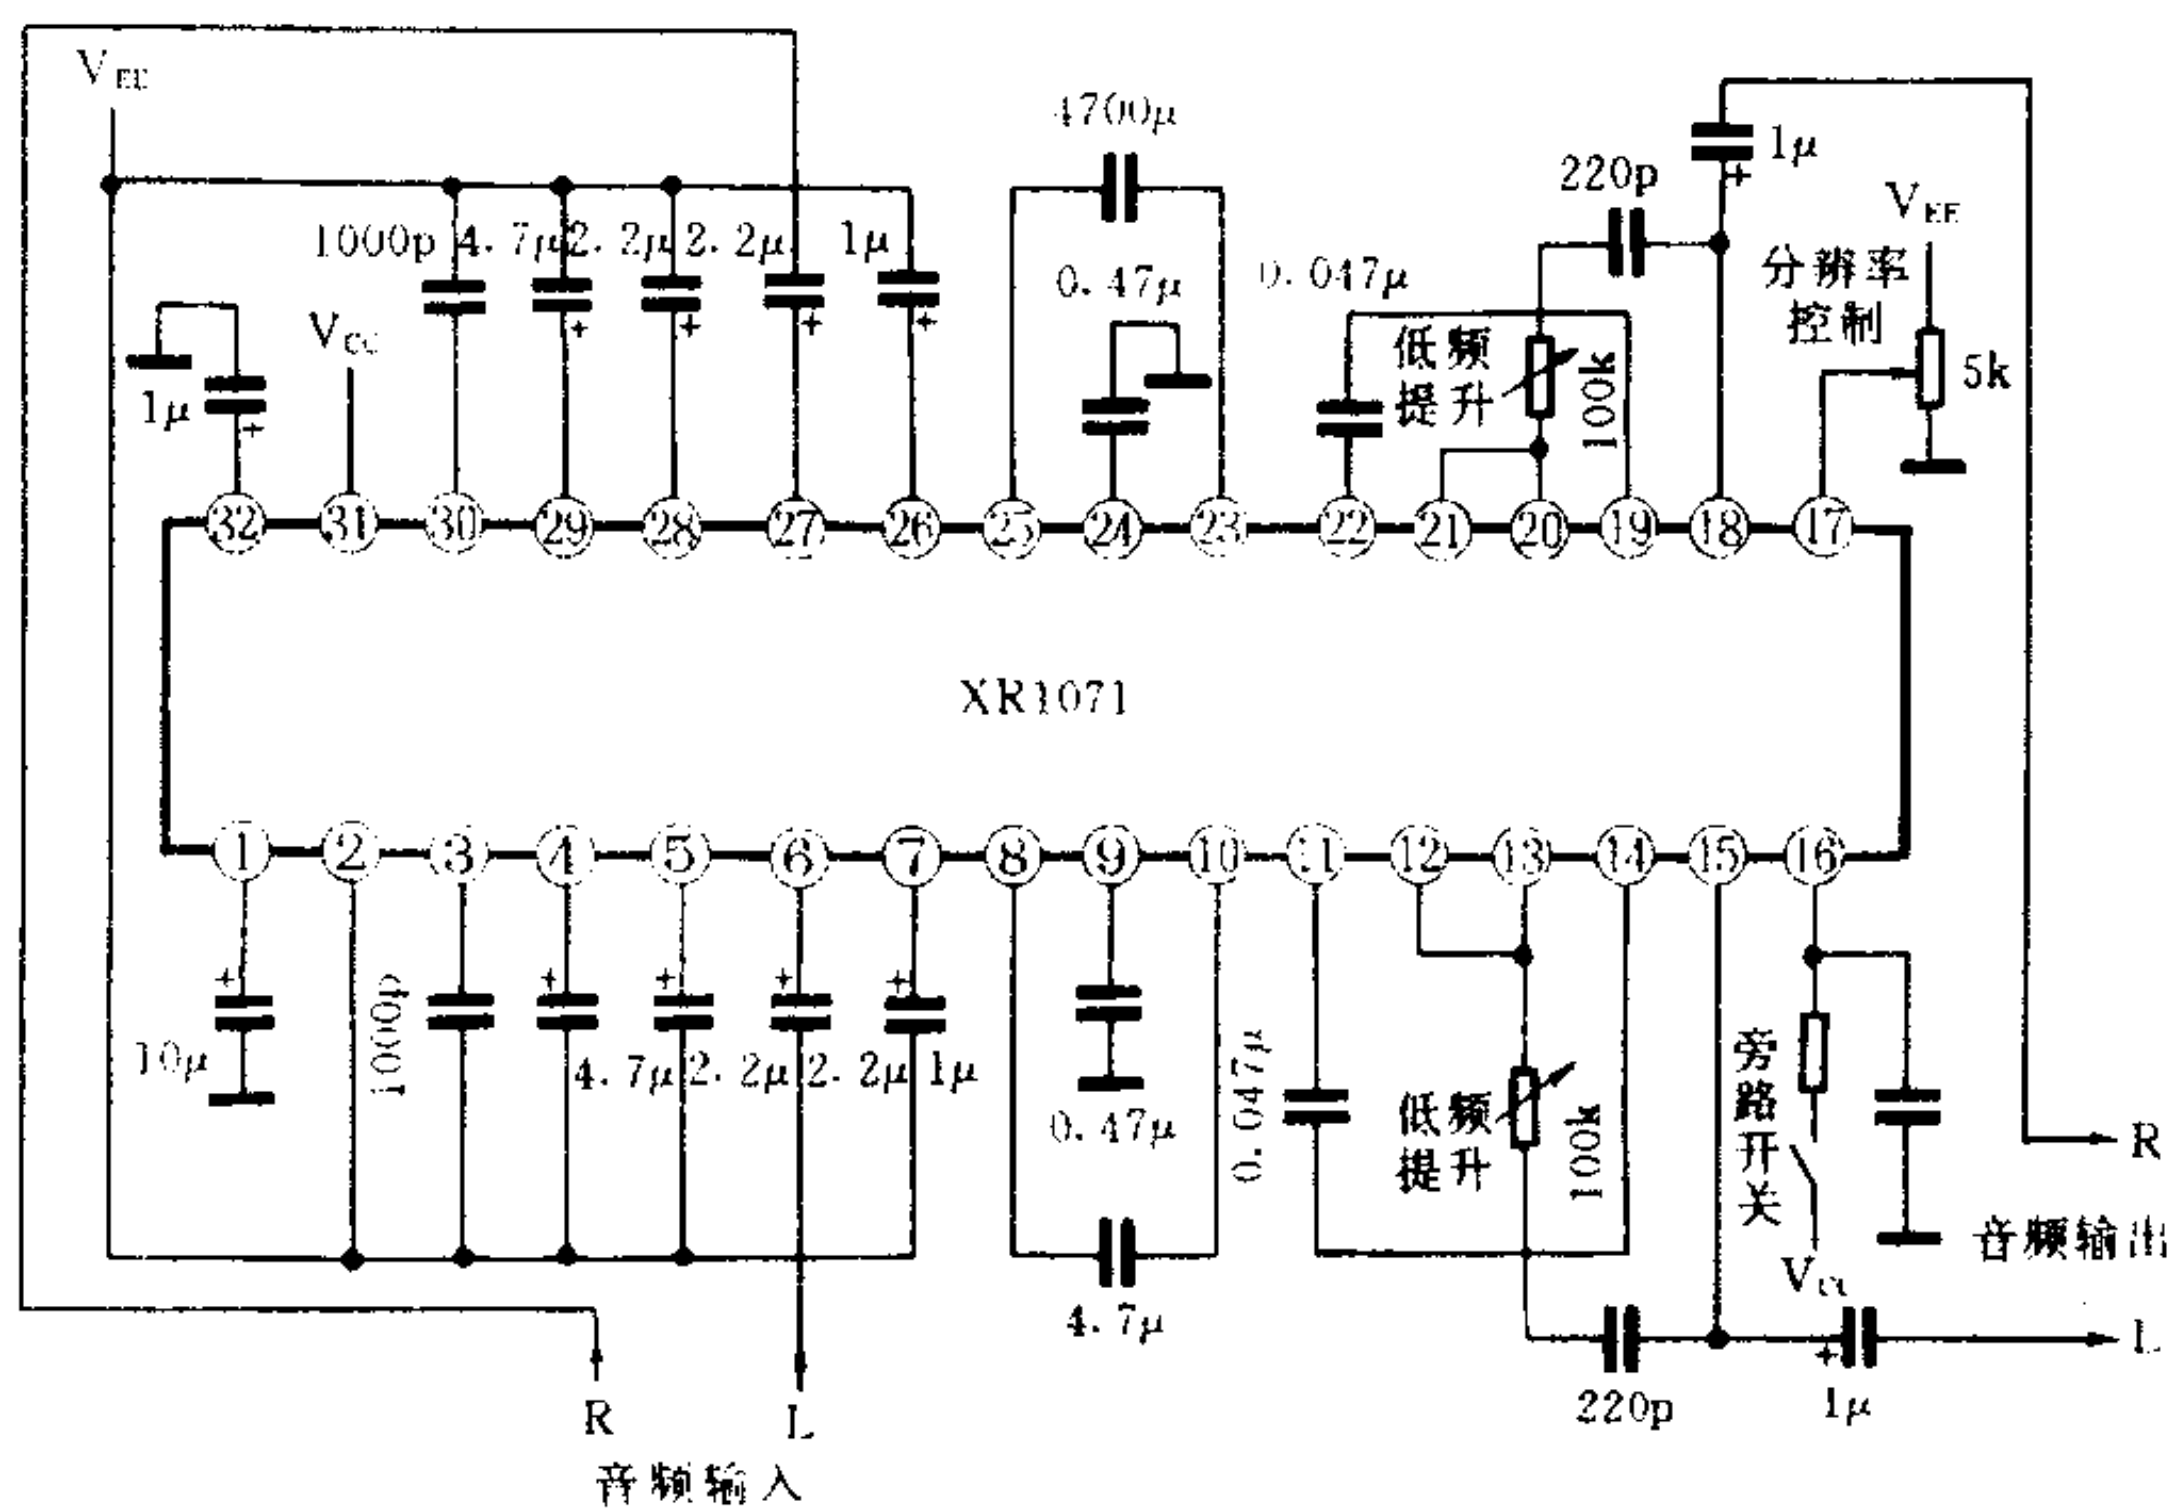 V_EE
4700μ
1μ
220p
V_EE
1000p 4.7μ 2.2μ 2.2μ 1μ
0.47μ
0.047μ
分辨率
控制
V_CC
低频
提升
100k
5k
1μ
32 31 30 29 28 27 26 25 24 23 22 21 20 19 18 17
XR1071
1 2 3 4 5 6 7 8 9 10 11 12 13 14 15 16
10μ
1000p
4.7μ 2.2μ 2.2μ 1μ
0.47μ
0.047μ
低频
提升
100k
旁路开关
R
音频输出
V_CC
4.7μ
L
220p
1μ
R L
音频输入